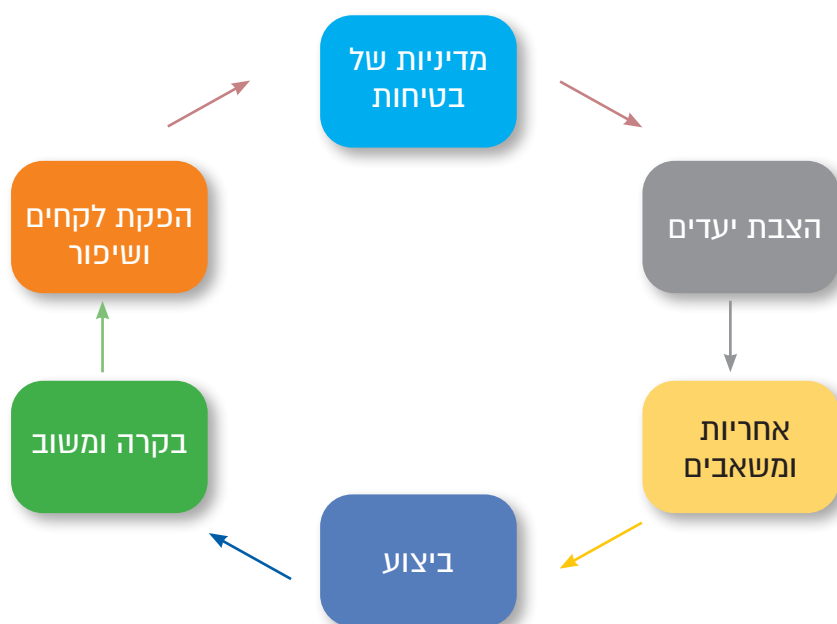 מדיניות של
בטיחות
הצבת יעדים
אחריות
ומשאבים
ביצוע
בקרה ומשוב
הפקת לקחים
ושיפור